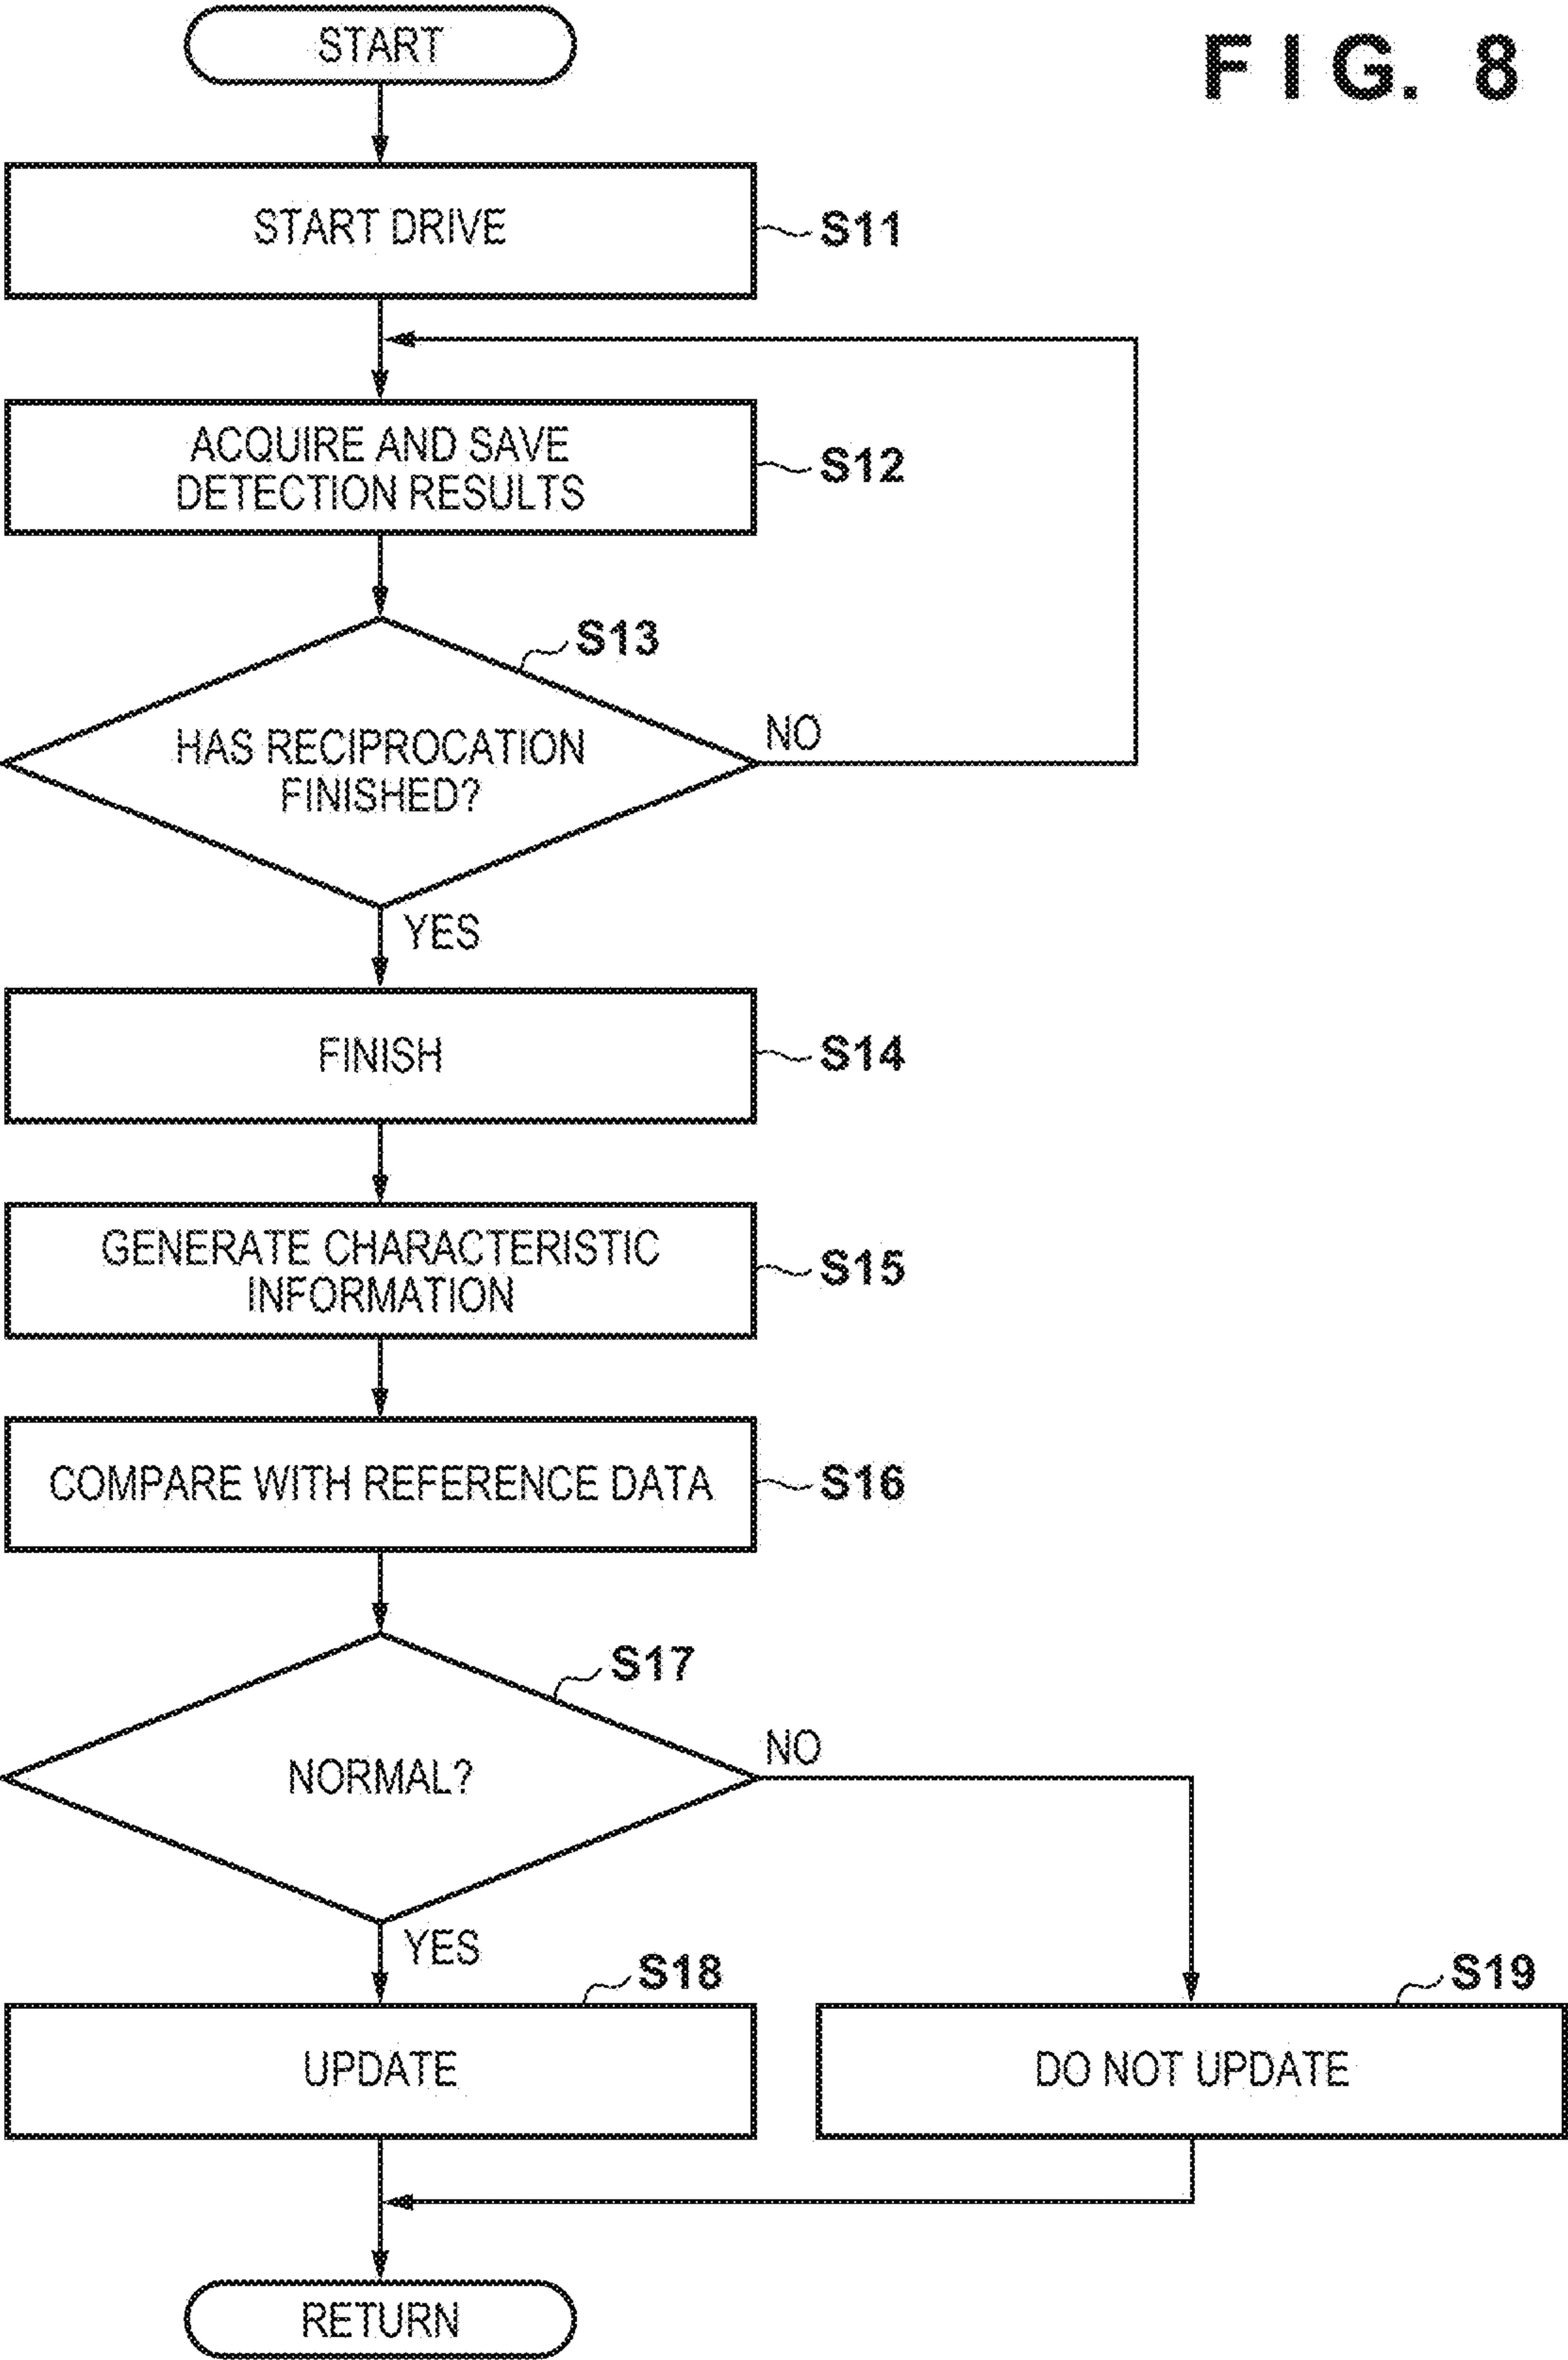 FIG. 8
START
START DRIVE
S11
ACQUIRE AND SAVE
DETECTION RESULTS
S12
S13
HAS RECIPROCATION
FINISHED?
NO
YES
FINISH
S14
GENERATE CHARACTERISTIC
INFORMATION
S15
COMPARE WITH REFERENCE DATA
S16
S17
NORMAL?
NO
YES
S18
UPDATE
S19
DO NOT UPDATE
RETURN